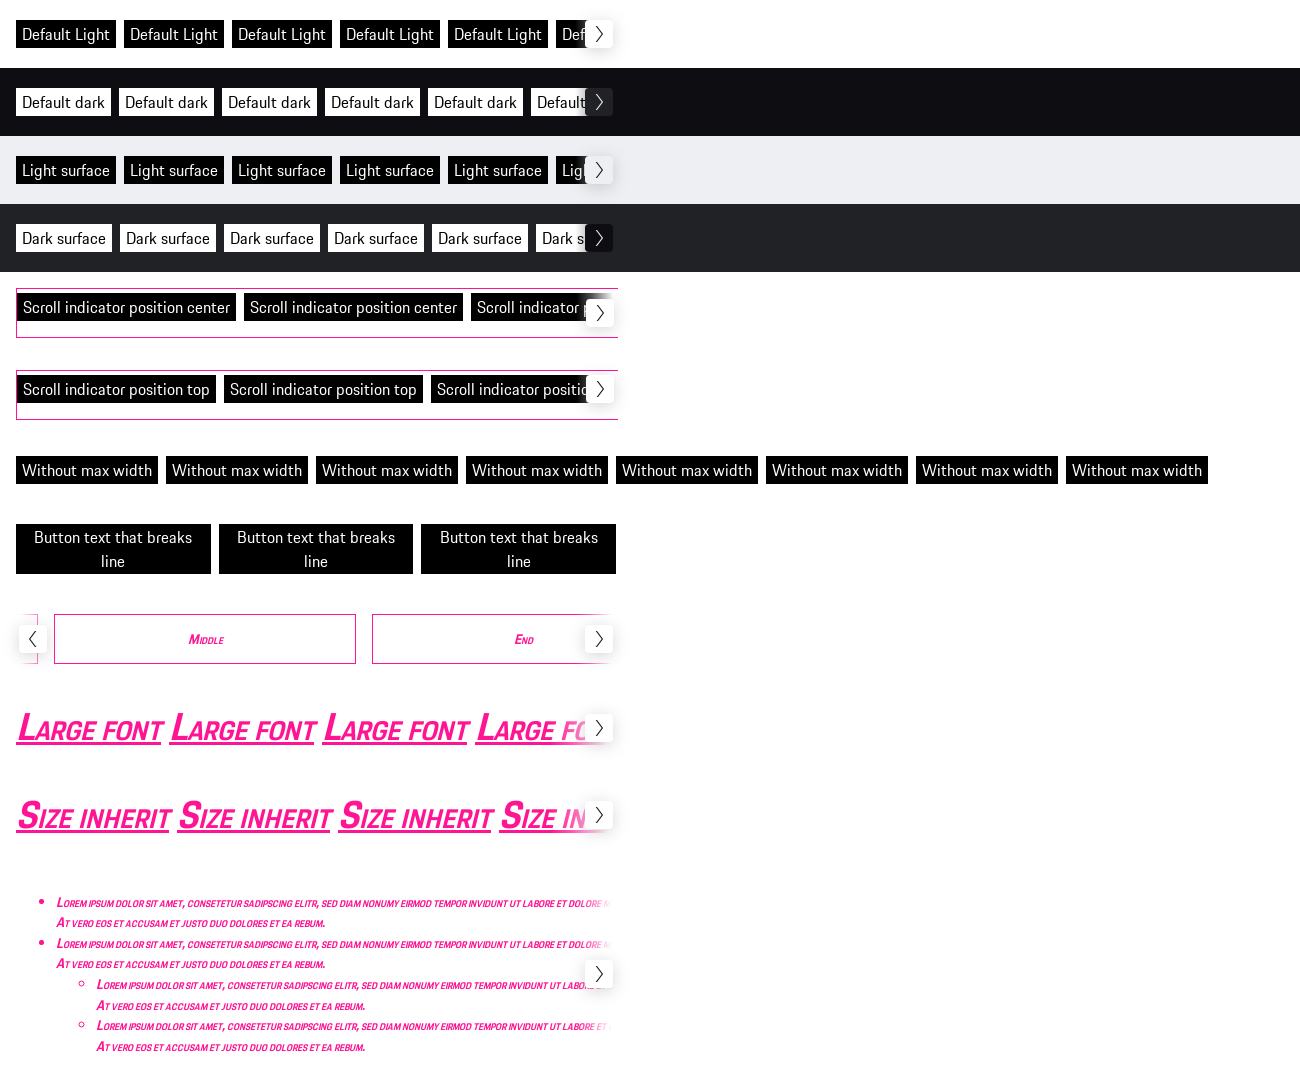 Default Light Default Light Default Light Default Light Default Light
Default dark Default dark Default dark Default dark Default dark Default
Light surface Light surface Light surface Light surface Light surface
Dark surface Dark surface Dark surface Dark surface Dark surface Dark
Scroll indicator position center Scroll indicator position center Scroll indicator
Scroll indicator position top Scroll indicator position top Scroll indicator
Without max width Without max width Without max width Without max width Without max width Without max width Without max width Without max width
Button text that breaks line Button text that breaks line Button text that breaks line
Middle End
Large font Large font Large font Large
Size inherit Size inherit Size inherit Size
Lorem ipsum dolor sit amet, consetetur sadipscing elitr, sed diam nonumy eirmod tempor invidunt ut labore et dolore
At vero eos et accusam et justo duo dolores et ea rebum.
Lorem ipsum dolor sit amet, consetetur sadipscing elitr, sed diam nonumy eirmod tempor invidunt ut labore et dolore
At vero eos et accusam et justo duo dolores et ea rebum.
Lorem ipsum dolor sit amet, consetetur sadipscing elitr, sed diam nonumy eirmod tempor invidunt ut labore
At vero eos et accusam et justo duo dolores et ea rebum.
Lorem ipsum dolor sit amet, consetetur sadipscing elitr, sed diam nonumy eirmod tempor invidunt ut labore et
At vero eos et accusam et justo duo dolores et ea rebum.